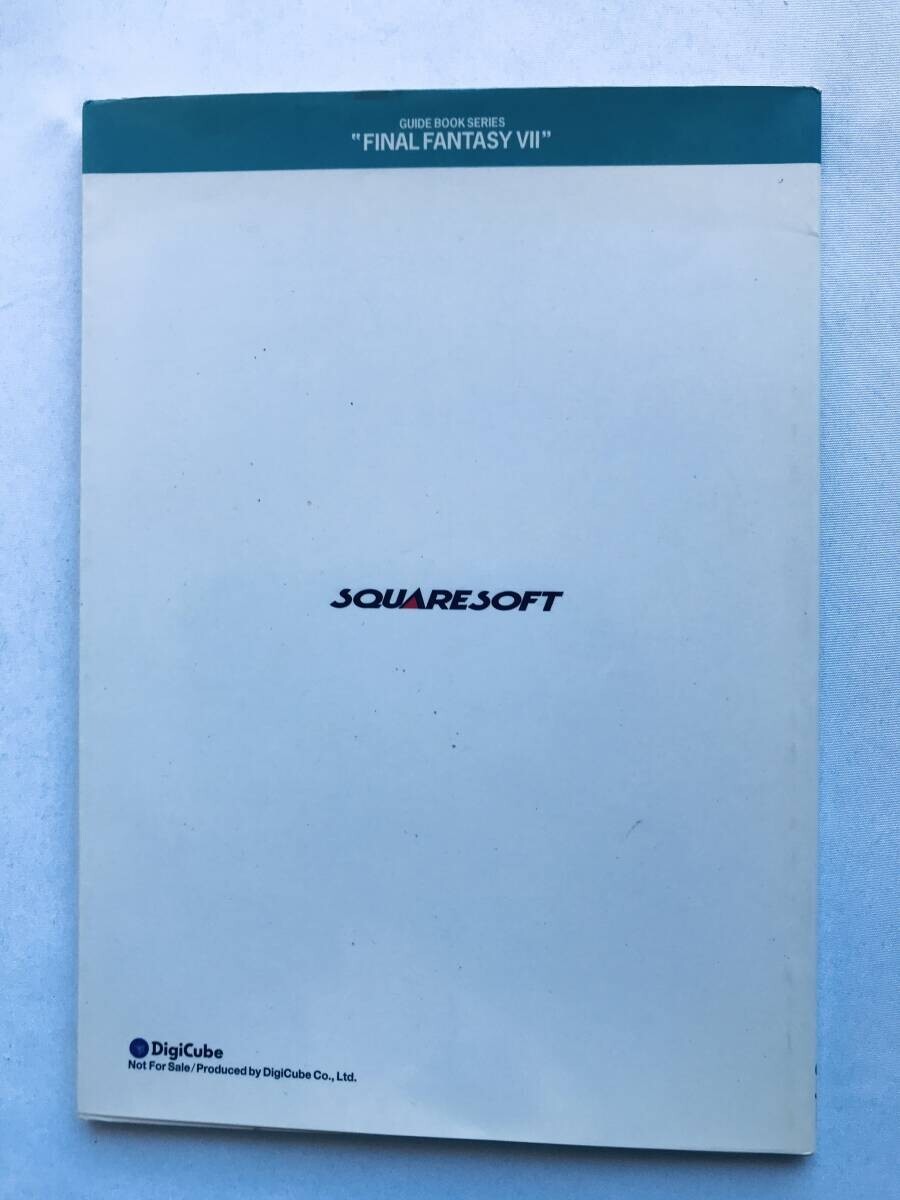 GUIDE BOOK SERIES
"FINAL FANTASY VII"
SQUARESOFT
DigiCube
Not For Sale/Produced by DigiCube Co., Ltd.